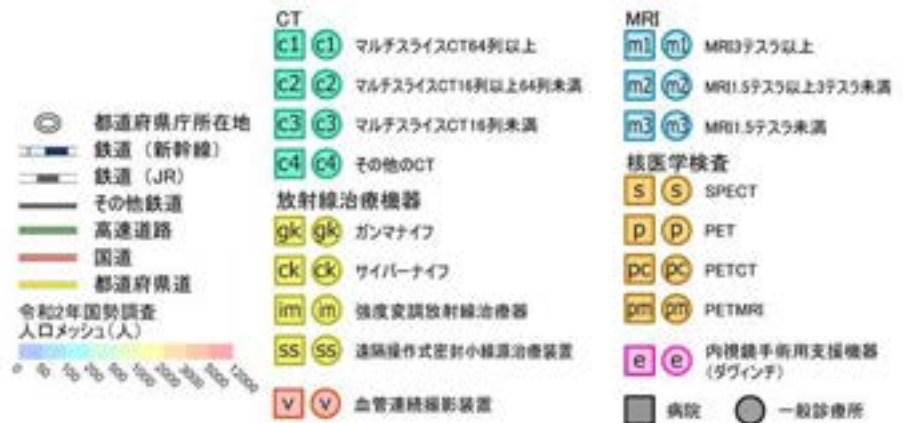 都道府県庁所在地
鉄道（新幹線）
鉄道（JR）
その他鉄道
高速道路
国道
都道府県道
令和2年国勢調査
人口メッシュ(人)
0 50 100 200 500 1000 2000 3000 5000 12000
CT
c1 c1 マルチスライスCT64列以上
c2 c2 マルチスライスCT16列以上64列未満
c3 c3 マルチスライスCT16列未満
c4 c4 その他のCT
放射線治療機器
gk gk ガンマナイフ
ck ck サイバーナイフ
im im 強度変調放射線治療器
ss ss 遠隔操作式密封小線源治療装置
v v 血管連続撮影装置
MRI
m1 m1 MRI3テスラ以上
m2 m2 MRI1.5テスラ以上3テスラ未満
m3 m3 MRI1.5テスラ未満
核医学検査
s s SPECT
p p PET
pc pc PETCT
pm pm PETMRI
e e 内視鏡手術用支援機器
(ダヴィンチ)
病院 一般診療所